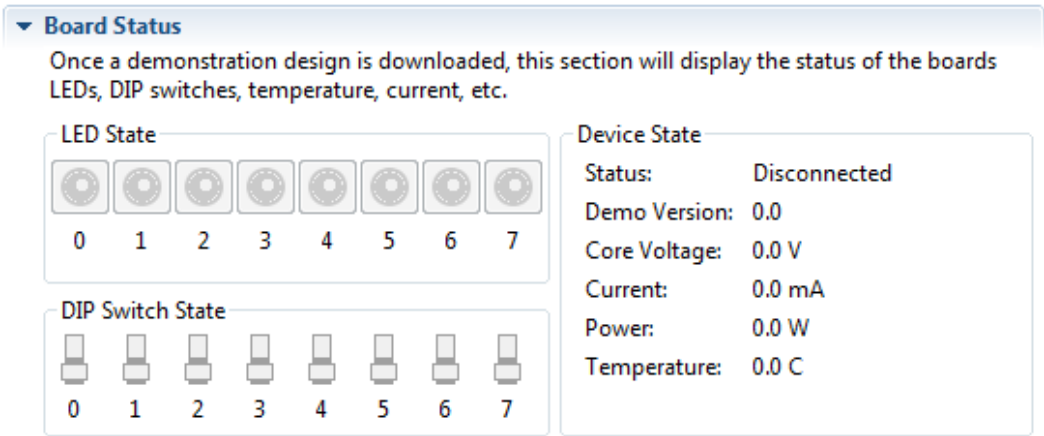 Board Status
Once a demonstration design is downloaded, this section will display the status of the boards
LEDs, DIP switches, temperature, current, etc.
LED State
0 1 2 3 4 5 6 7
DIP Switch State
0 1 2 3 4 5 6 7
Device State
Status: Disconnected
Demo Version: 0.0
Core Voltage: 0.0 V
Current: 0.0 mA
Power: 0.0 W
Temperature: 0.0 C